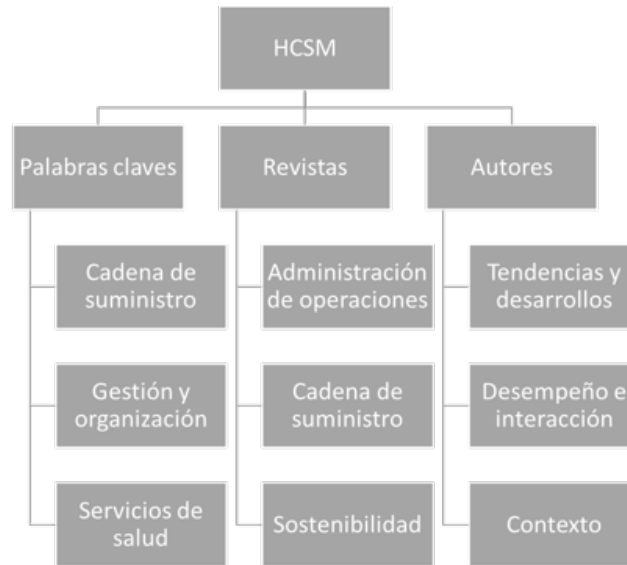 HCSM
Palabras claves
Revistas
Autores
Cadena de
suministro
Administración
de operaciones
Tendencias y
desarrollos
Gestión y
organización
Cadena de
suministro
Desempeño e
interacción
Servicios de
salud
Sostenibilidad
Contexto